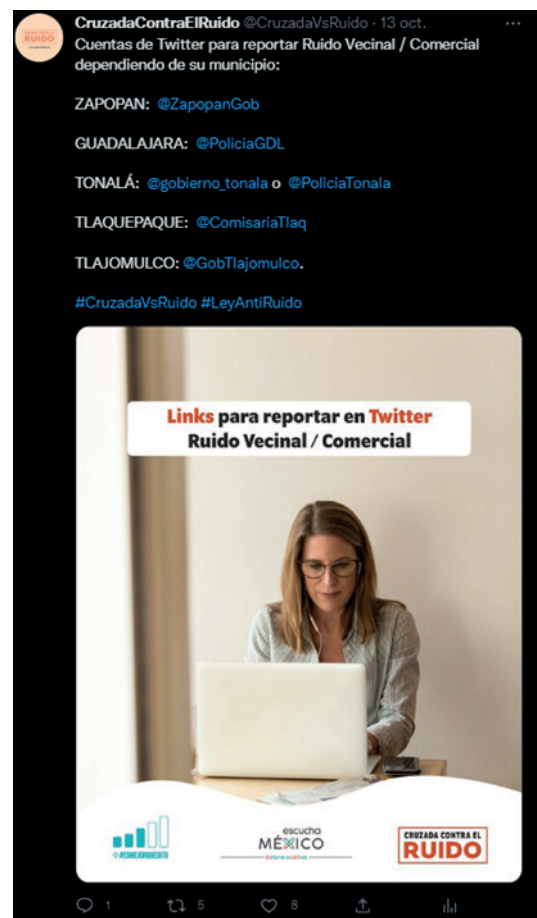 CruzadaContraElRuido @CruzadaVsRuido · 13 oct.
Cuentas de Twitter para reportar Ruido Vecinal / Comercial
dependiendo de su municipio:
ZAPOPAN: @ZapopanGob
GUADALAJARA: @PoliciaGDL
TONALÁ: @gobierno_tonala o @PoliciaTonala
TLAQUEPAQUE: @ComisariaTlaq
TLAJOMULCO: @GobTlajomulco.
#CruzadaVsRuido #LeyAntiRuido
Links para reportar en Twitter
Ruido Vecinal / Comercial
#ESMEJORQUEDITO
escucha
MÉXICO
CRUZADA CONTRA EL
RUIDO
1 5 8